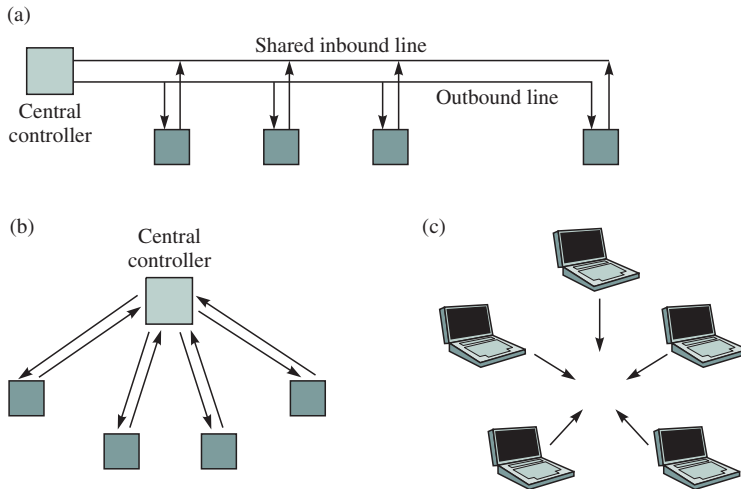 (a)
Shared inbound line
Outbound line
Central
controller
(b)
Central
controller
(c)